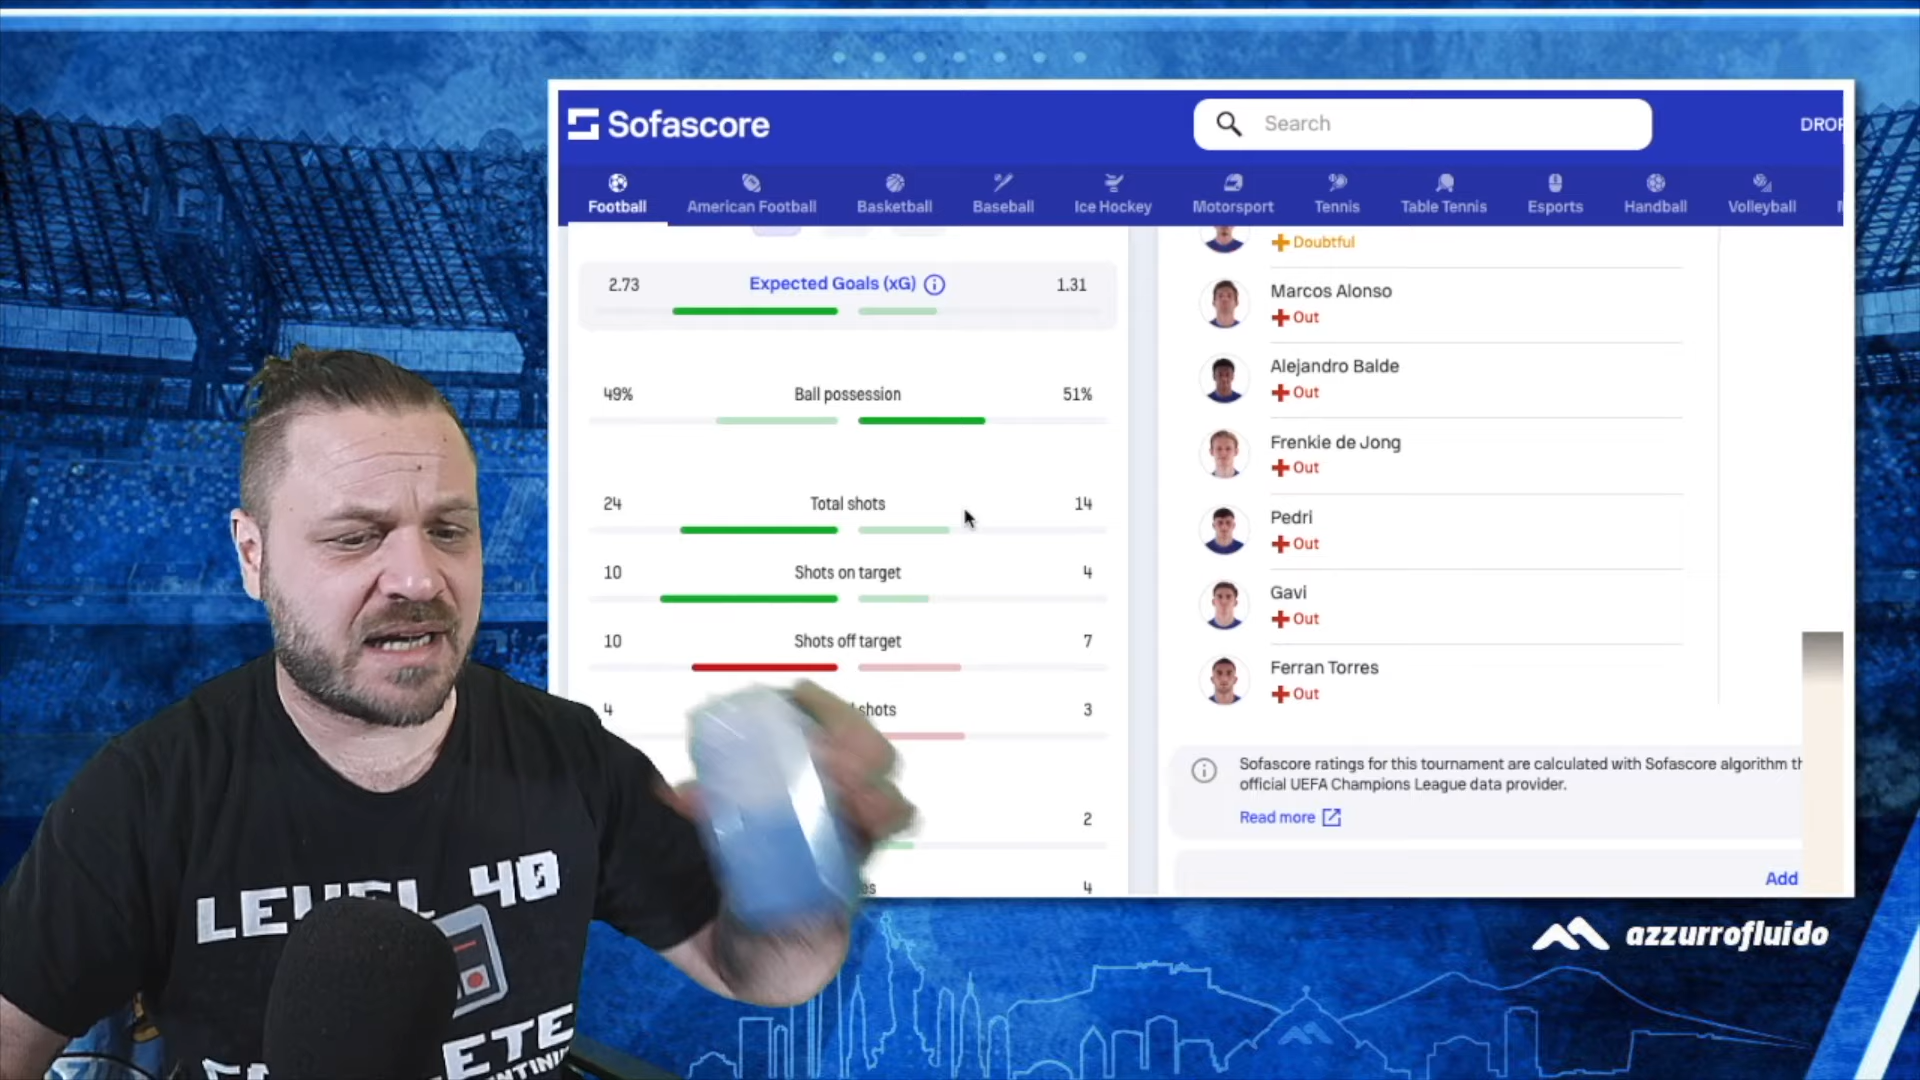 Sofascore
Search
DROP
Football
American Football
Basketball
Baseball
Ice Hockey
Motorsport
Tennis
Table Tennis
Esports
Handball
Volleyball
2.73 Expected Goals (xG) 1.31
49% Ball possession 51%
24 Total shots 14
10 Shots on target 4
10 Shots off target 7
4 shots 3
2
es 4
Doubtful
Marcos Alonso
Out
Alejandro Balde
Out
Frenkie de Jong
Out
Pedri
Out
Gavi
Out
Ferran Torres
Out
Sofascore ratings for this tournament are calculated with Sofascore algorithm th
official UEFA Champions League data provider.
Read more
Add
azzurrofluido
LEVEL 40